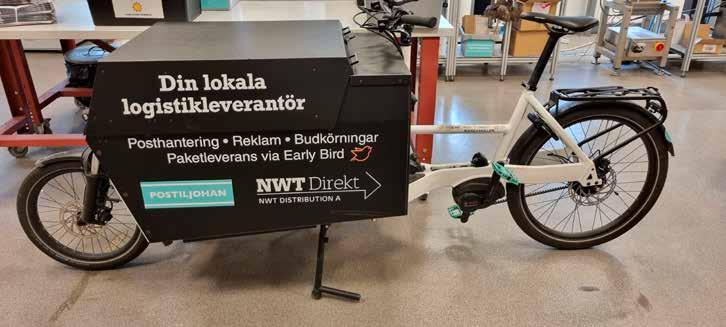 Din lokala
logistikleverantör
Posthantering • Reklam • Budkörningar
Paketleverans via Early Bird
POSTILJOHAN
NWT Direkt
NWT DISTRIBUTION A